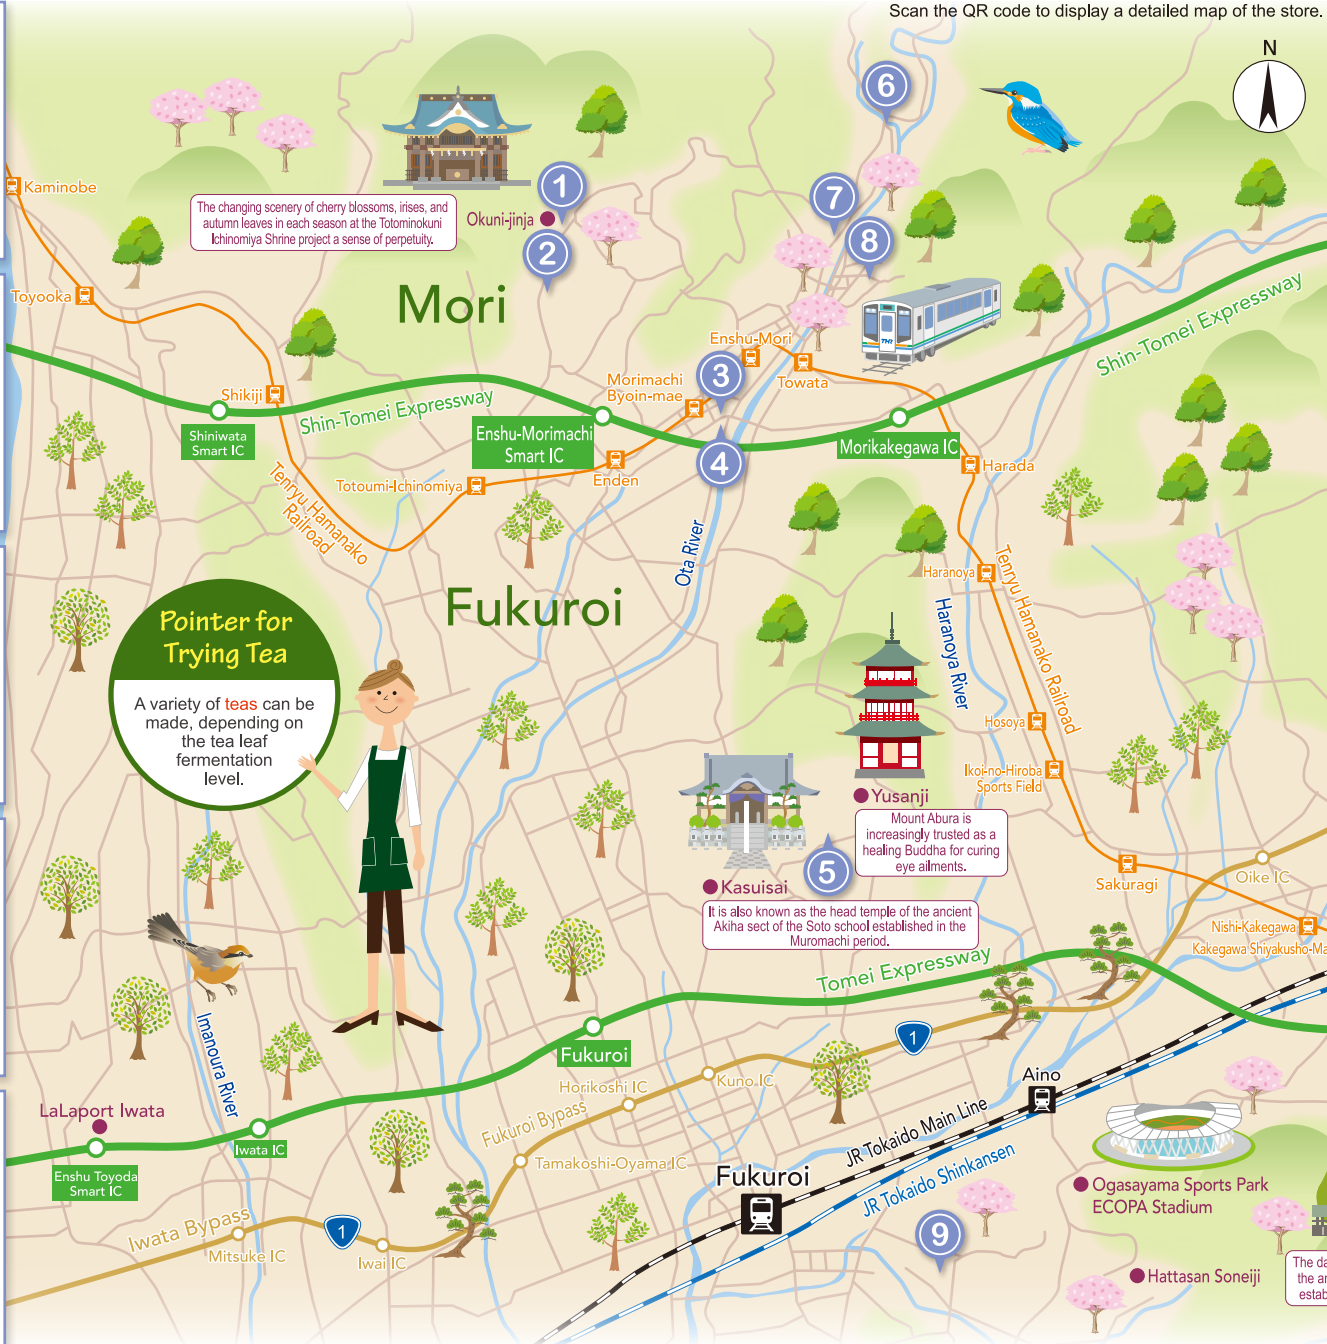 Scan the QR code to display a detailed map of the store.
N
6
Kaminobe
1
7
The changing scenery of cherry blossoms, irises, and
autumn leaves in each season at the Totominokuni
Ichinomiya Shrine project a sense of perpetuity.
Okuni-jinja
2
8
Toyooka
Mori
THR
Shin-Tomei Expressway
Enshu-Mori
Towata
3
Morimachi
Byoin-mae
Shikiji
Shin-Tomei Expressway
Shiniwata
Smart IC
Enshu-Morimachi
Smart IC
Morikakegawa IC
4
Harada
Enden
Totoumi-Ichinomiya
Tenryu Hamanako
Railroad
Ota River
Haranoya
Tenryu Hamanako Railroad
Haranoya River
Fukuroi
Pointer for
Trying Tea
A variety of teas can be
made, depending on
the tea leaf
fermentation
level.
Hosoya
Ikoi-no-Hiroba
Sports Field
Yusanji
Mount Abura is
increasingly trusted as a
healing Buddha for curing
eye ailments.
5
Kasuisai
It is also known as the head temple of the ancient
Akiha sect of the Soto school established in the
Muromachi period.
Sakuragi
Oike IC
Nishi-Kakegawa
Kakegawa Shiyakusho-Ma
Tomei Expressway
1
Imanoura River
Fukuroi
Horikoshi IC
Kuno IC
Fukuroi Bypass
Aino
LaLaport Iwata
Iwata IC
Enshu Toyoda
Smart IC
Tamakoshi-Oyama IC
JR Tokaido Main Line
JR Tokaido Shinkansen
Fukuroi
Ogasayama Sports Park
ECOPA Stadium
Iwata Bypass
1
Mitsuke IC
Iwai IC
9
Hattasan Soneiji
The da
the an
estab